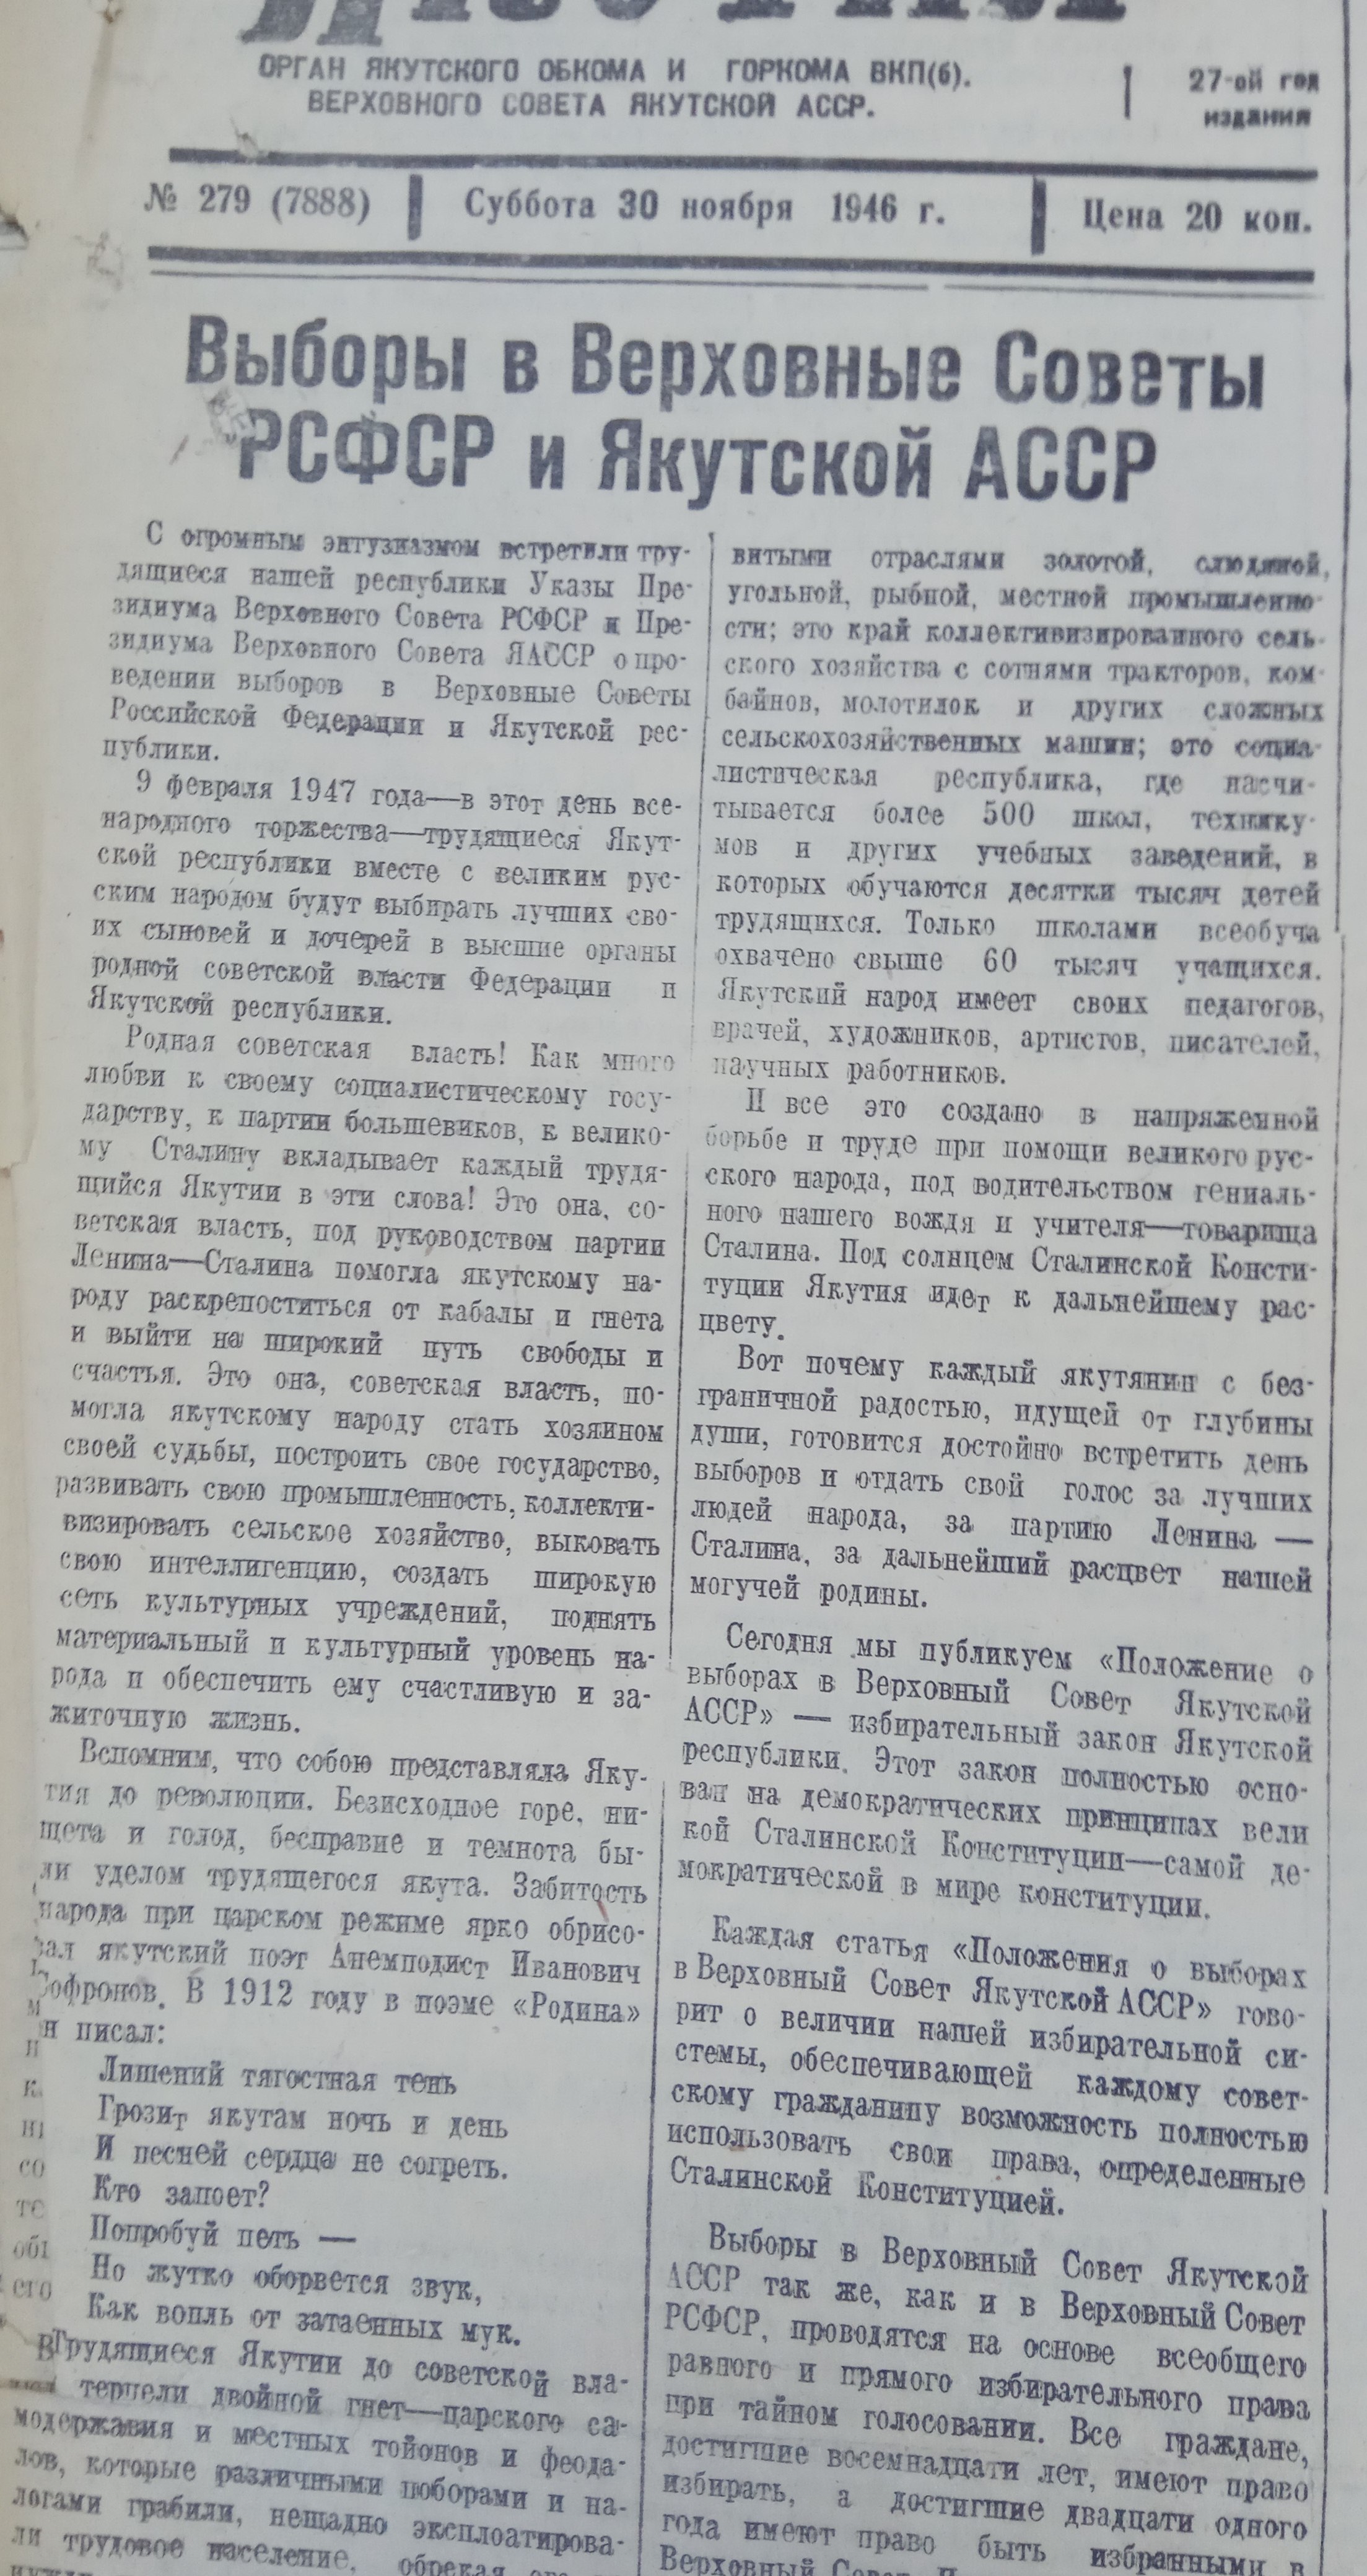 ОРГАН ЯКУТСКОГО ОБКОМА И ГОРКОМА ВКП(б).
ВЕРХОВНОГО СОВЕТА ЯКУТСКОЙ АССР.
27-ой год
издания
№ 279 (7888)
Суббота 30 ноября 1946 г.
Цена 20 коп.
Выборы в Верховные Советы
РСФСР и Якутской АССР
С огромным энтузиазмом встретили тру-
дящиеся нашей республики Указы Пре-
зидиума Верховного Совета РСФСР и Пре-
зидиума Верховного Совета ЯАССР о про-
ведении выборов в Верховные Советы
Российской Федерации и Якутской рес-
публики.
9 февраля 1947 года—в этот день все-
народного торжества—трудящиеся Якут-
ской республики вместе с великим рус-
ским народом будут выбирать лучших сво-
их сыновей и дочерей в высшие органы
родной советской власти Федерации и
Якутской республики.
Родная советская власть! Как много
любви к своему социалистическому госу-
дарству, к партии большевиков, к велико-
му Сталину вкладывает каждый трудя-
щийся Якутии в эти слова! Это она, со-
ветская власть, под руководством партии
Ленина—Сталина помогла якутскому на-
роду раскрепоститься от кабалы и гнета
и выйти на широкий путь свободы и
счастья. Это она, советская власть, по-
могла якутскому народу стать хозяином
своей судьбы, построить свое государство,
развивать свою промышленность, коллекти-
визировать сельское хозяйство, выковать
свою интеллигенцию, создать широкую
сеть культурных учреждений, поднять
материальный и культурный уровень на-
рода и обеспечить ему счастливую и за-
житочную жизнь.
Вспомним, что собою представляла Яку-
тия до революции. Безисходное горе, ни-
щета и голод, бесправие и темнота бы-
ли уделом трудящегося якута. Забитость
народа при царском режиме ярко обрисо-
вал якутский поэт Анемподист Иванович
Софронов. В 1912 году в поэме «Родина»
н писал:
Лишений тягостная тень
Грозит якутам ночь и день
И песней сердца не согреть.
Кто запоет?
Попробуй петь —
Но жутко оборвется звук,
Как вопль от затаенных мук.
Трудящиеся Якутии до советской вла-
терпели двойной гнет—царского са-
модержавия и местных тойонов и феода-
лов, которые различными поборами и на-
логами грабили, нещадно эксплоатирова-
ли трудовое население, обрекая
витыми отраслями золотой, слюдяной,
угольной, рыбной, местной промышленно-
сти; это край коллективизированного сель-
ского хозяйства с сотнями тракторов, ком-
байнов, молотилок и других сложных
сельскохозяйственных машин; это социа-
листическая республика, где насчи-
тывается более 500 школ, технику-
мов и других учебных заведений, в
которых обучаются десятки тысяч детей
трудящихся. Только школами всеобуча
охвачено свыше 60 тысяч учащихся.
Якутский народ имеет своих педагогов,
врачей, художников, артистов, писателей,
научных работников.
И все это создано в напряженной
борьбе и труде при помощи великого рус-
ского народа, под водительством гениаль-
ного нашего вождя и учителя—товарища
Сталина. Под солнцем Сталинской Консти-
туции Якутия идет к дальнейшему рас-
цвету.
Вот почему каждый якутянин с без-
граничной радостью, идущей от глубины
души, готовится достойно встретить день
выборов и отдать свой голос за лучших
людей народа, за партию Ленина —
Сталина, за дальнейший расцвет нашей
могучей родины.
Сегодня мы публикуем «Положение о
выборах в Верховный Совет Якутской
АССР» — избирательный закон Якутской
республики. Этот закон полностью осно-
ван на демократических принципах вели
кой Сталинской Конституции—самой де-
мократической в мире конституции.
Каждая статья «Положения о выборах
в Верховный Совет Якутской АССР» гово-
рит о величии нашей избирательной си-
стемы, обеспечивающей каждому совет-
скому гражданину возможность полностью
использовать свои права, определенные
Сталинской Конституцией.
Выборы в Верховный Совет Якутской
АССР так же, как и в Верховный Совет
РСФСР, проводятся на основе всеобщего
равного и прямого избирательного права
при тайном голосовании. Все граждане,
достигшие восемнадцати лет, имеют право
избирать, а достигшие двадцати одного
года имеют право быть избранными в
Верховный Совет.